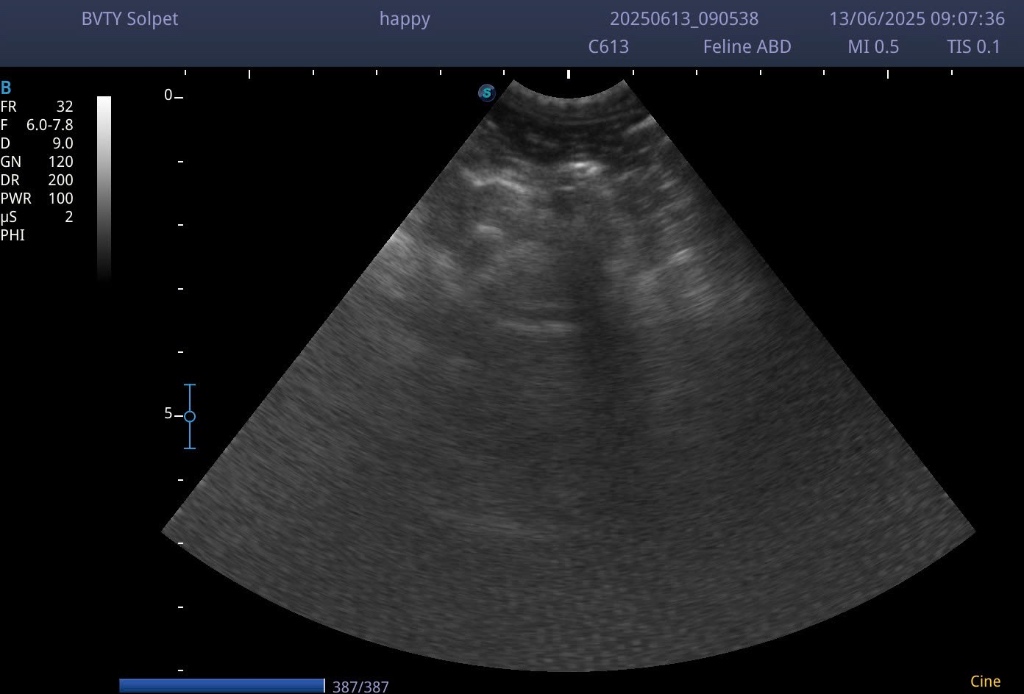 BVTY Solpet happy 20250613_090538 13/06/2025 09:07:36
C613 Feline ABD MI 0.5 TIS 0.1
B
FR 32
F 6.0-7.8
D 9.0
GN 120
DR 200
PWR 100
µS 2
PHI
0
S
5
387/387
Cine